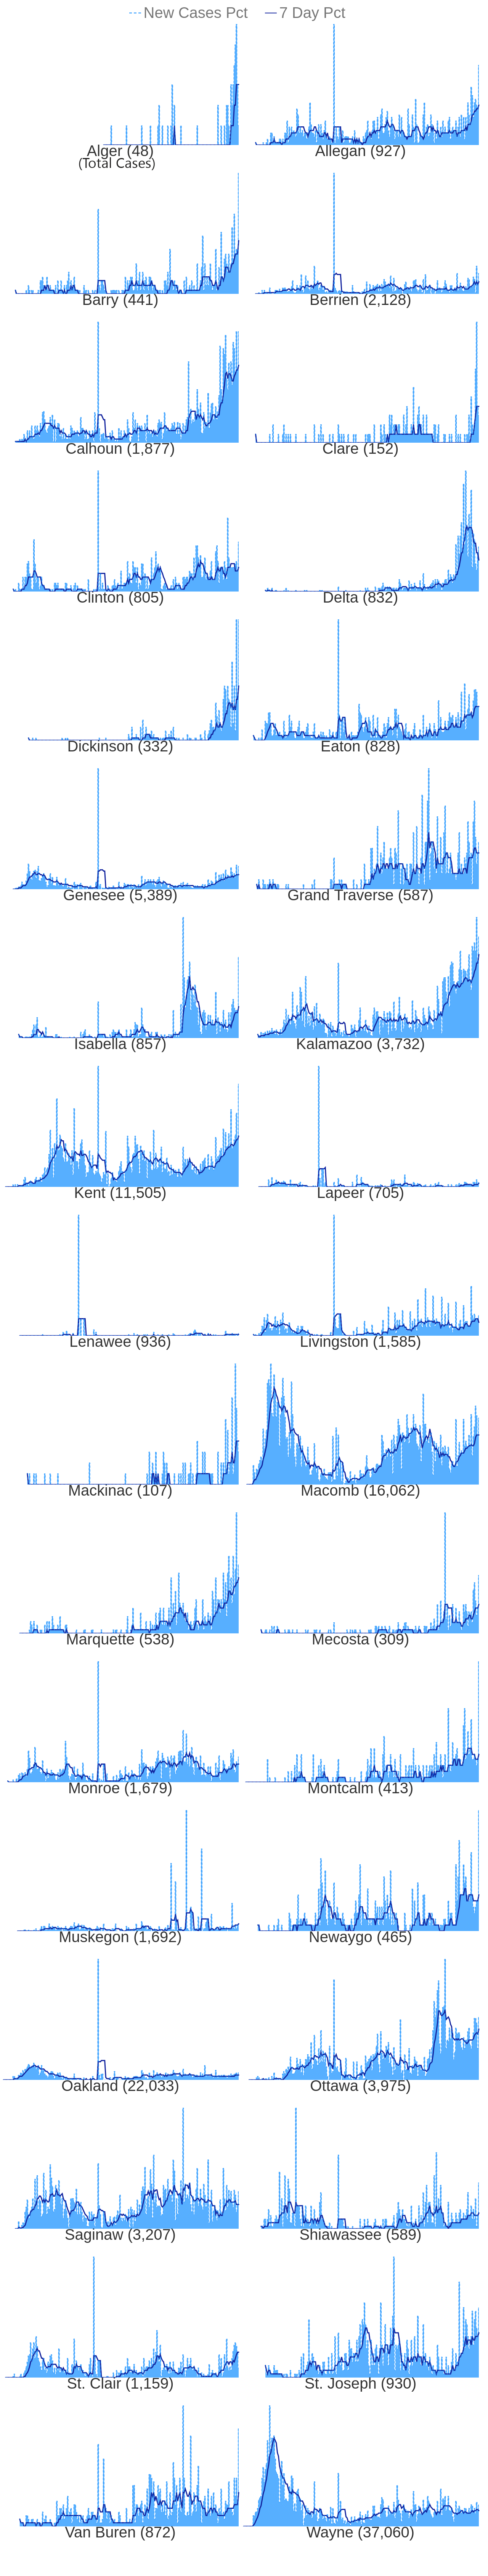 New Cases Pct 7 Day Pct
Alger (48) Allegan (927)
(Total Cases)
Barry (441) Berrien (2,128)
Calhoun (1,877) Clare (152)
Clinton (805) Delta (832)
Dickinson (332) Eaton (828)
Genesee (5,389) Grand Traverse (587)
Isabella (857) Kalamazoo (3,732)
Kent (11,505) Lapeer (705)
Lenawee (936) Livingston (1,585)
Mackinac (107) Macomb (16,062)
Marquette (538) Mecosta (309)
Monroe (1,679) Montcalm (413)
Muskegon (1,692) Newaygo (465)
Oakland (22,033) Ottawa (3,975)
Saginaw (3,207) Shiawassee (589)
St. Clair (1,159) St. Joseph (930)
Van Buren (872) Wayne (37,060)